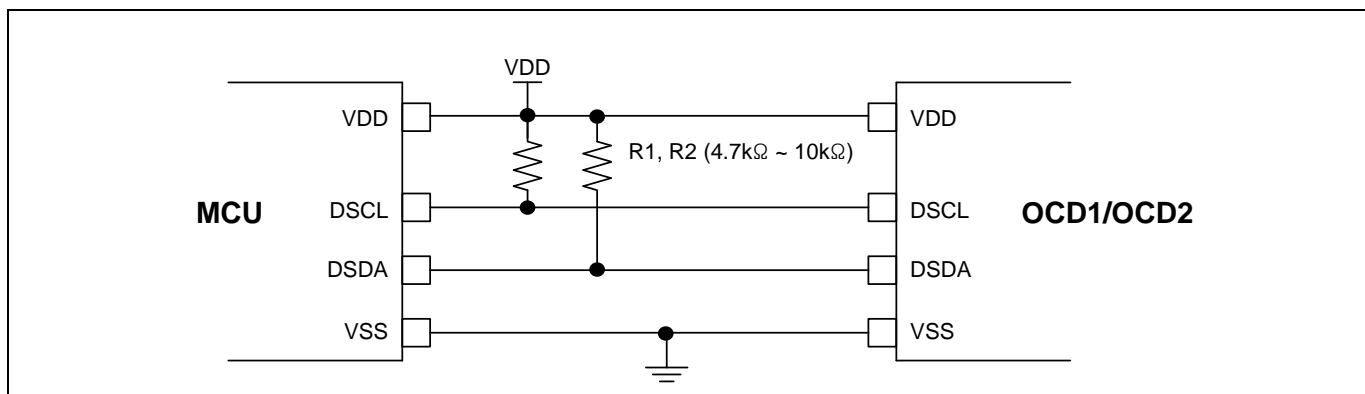 VDD
VDD
VDD
R1, R2 (4.7kΩ ~ 10kΩ)
MCU
DSCL
DSCL
OCD1/OCD2
DSDA
DSDA
VSS
VSS